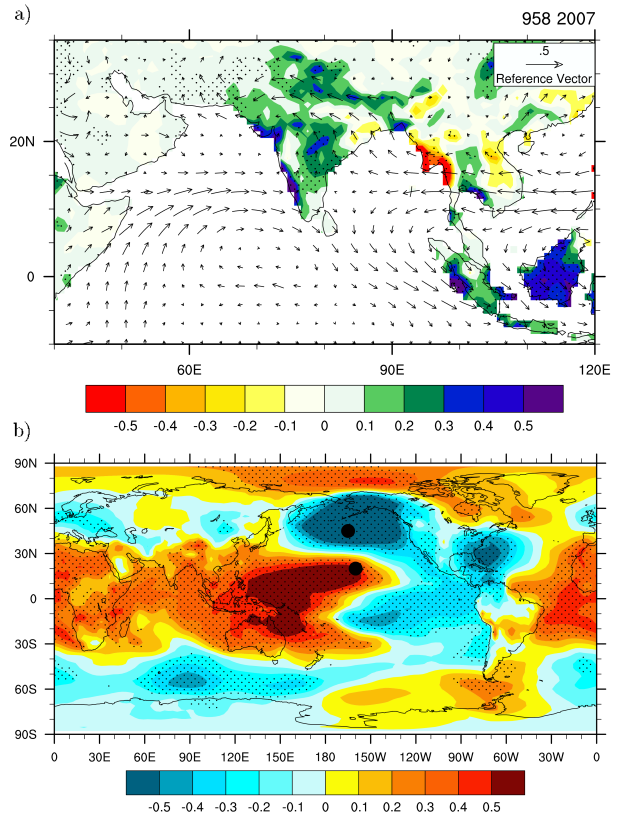 a)
958 2007
.5
Reference Vector
20N
0
60E 90E 120E
-0.5 -0.4 -0.3 -0.2 -0.1 0 0.1 0.2 0.3 0.4 0.5
b)
90N
60N
30N
0
30S
60S
90S
0 30E 60E 90E 120E 150E 180E 150W 120W 90W 60W 30W 0
-0.5 -0.4 -0.3 -0.2 -0.1 0 0.1 0.2 0.3 0.4 0.5